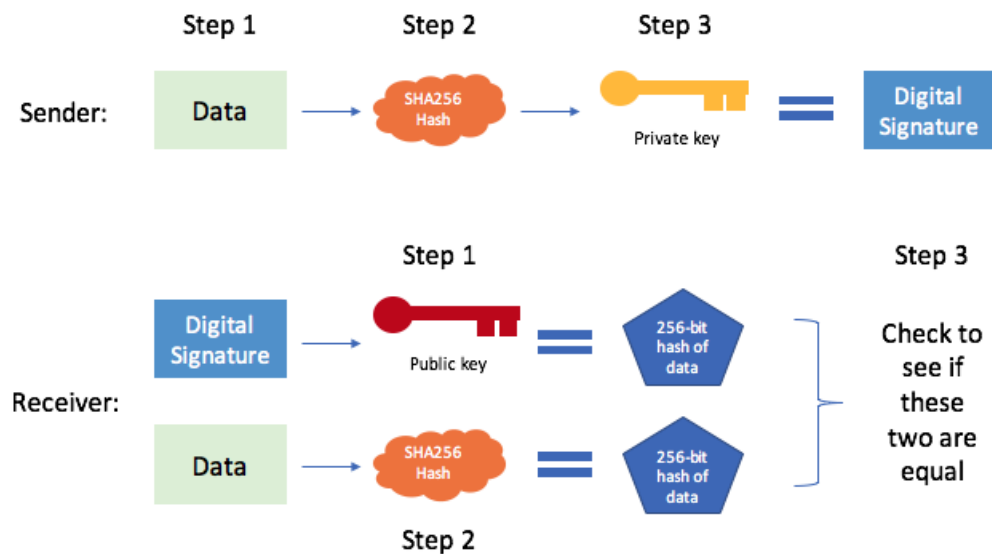 Step 1
Step 2
Step 3
Sender:
Data
SHA256
Hash
Private key
Digital
Signature
Step 1
Step 3
Receiver:
Digital
Signature
Public key
256-bit
hash of
data
Data
SHA256
Hash
Step 2
256-bit
hash of
data
Check to
see if
these
two are
equal